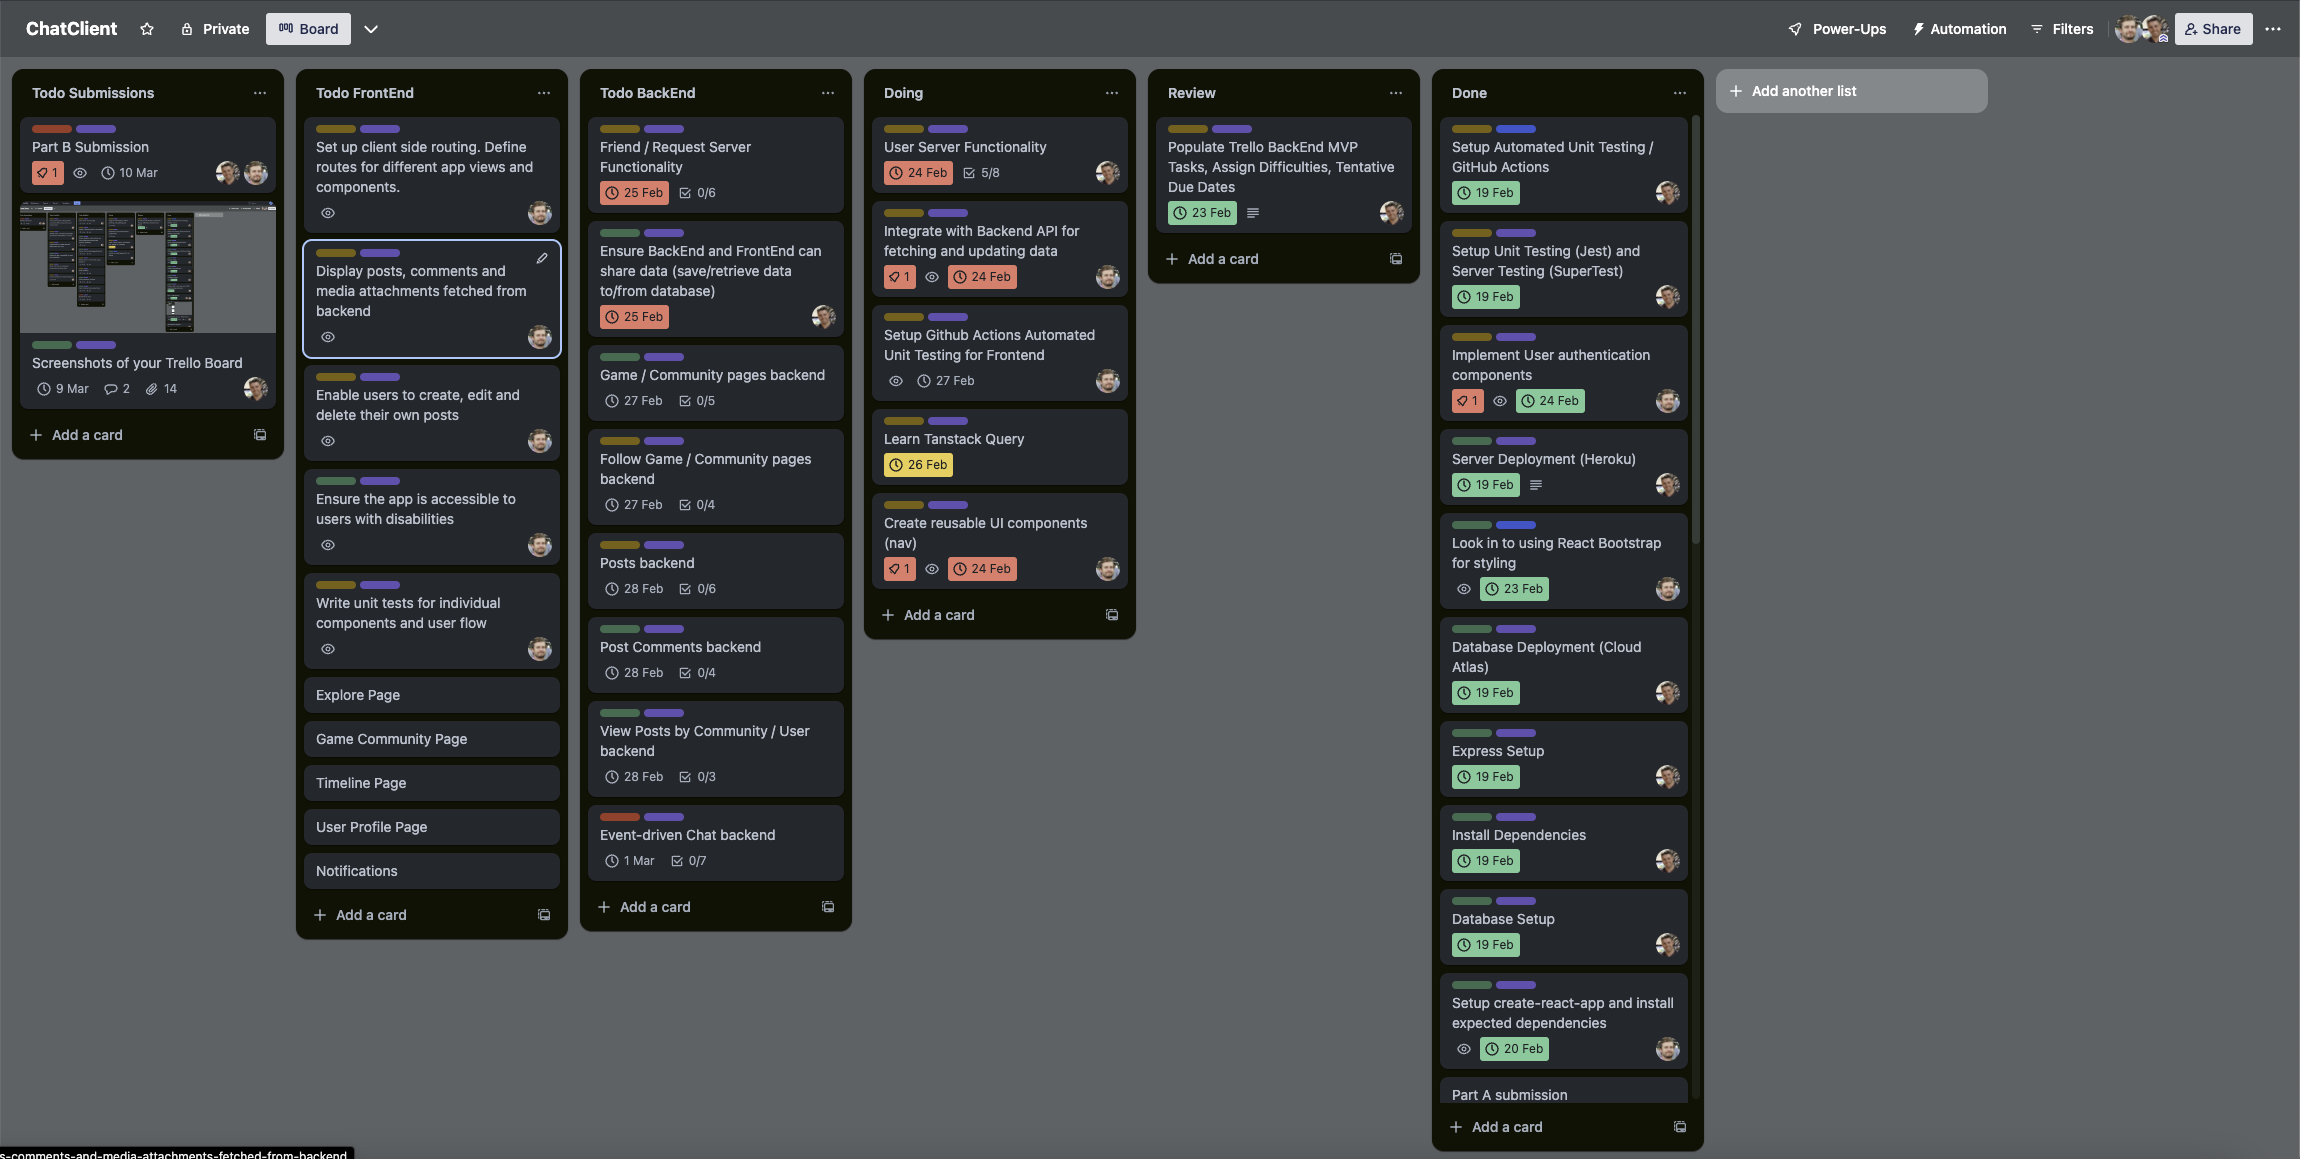 ChatClient
Private
Board
Power-Ups
Automation
Filters
Share
Todo Submissions
Part B Submission
1
10 Mar
Screenshots of your Trello Board
9 Mar
2
14
Add a card
Todo FrontEnd
Set up client side routing. Define
routes for different app views and
components.
Display posts, comments and
media attachments fetched from
backend
Enable users to create, edit and
delete their own posts
Ensure the app is accessible to
users with disabilities
Write unit tests for individual
components and user flow
Explore Page
Game Community Page
Timeline Page
User Profile Page
Notifications
Add a card
Todo BackEnd
Friend / Request Server
Functionality
25 Feb
0/6
Ensure BackEnd and FrontEnd can
share data (save/retrieve data
to/from database)
25 Feb
Game / Community pages backend
27 Feb
0/5
Follow Game / Community pages
backend
27 Feb
0/4
Posts backend
28 Feb
0/6
Post Comments backend
28 Feb
0/4
View Posts by Community / User
backend
28 Feb
0/3
Event-driven Chat backend
1 Mar
0/7
Add a card
Doing
User Server Functionality
24 Feb
5/8
Integrate with Backend API for
fetching and updating data
1
24 Feb
Setup Github Actions Automated
Unit Testing for Frontend
27 Feb
Learn Tanstack Query
26 Feb
Create reusable UI components
(nav)
1
24 Feb
Add a card
Review
Populate Trello BackEnd MVP
Tasks, Assign Difficulties, Tentative
Due Dates
23 Feb
Add a card
Done
Setup Automated Unit Testing /
GitHub Actions
19 Feb
Setup Unit Testing (Jest) and
Server Testing (SuperTest)
19 Feb
Implement User authentication
components
1
24 Feb
Server Deployment (Heroku)
19 Feb
Look in to using React Bootstrap
for styling
23 Feb
Database Deployment (Cloud
Atlas)
19 Feb
Express Setup
19 Feb
Install Dependencies
19 Feb
Database Setup
19 Feb
Setup create-react-app and install
expected dependencies
20 Feb
Part A submission
Add a card
Add another list
s-comments-and-media-attachments-fetched-from-backend